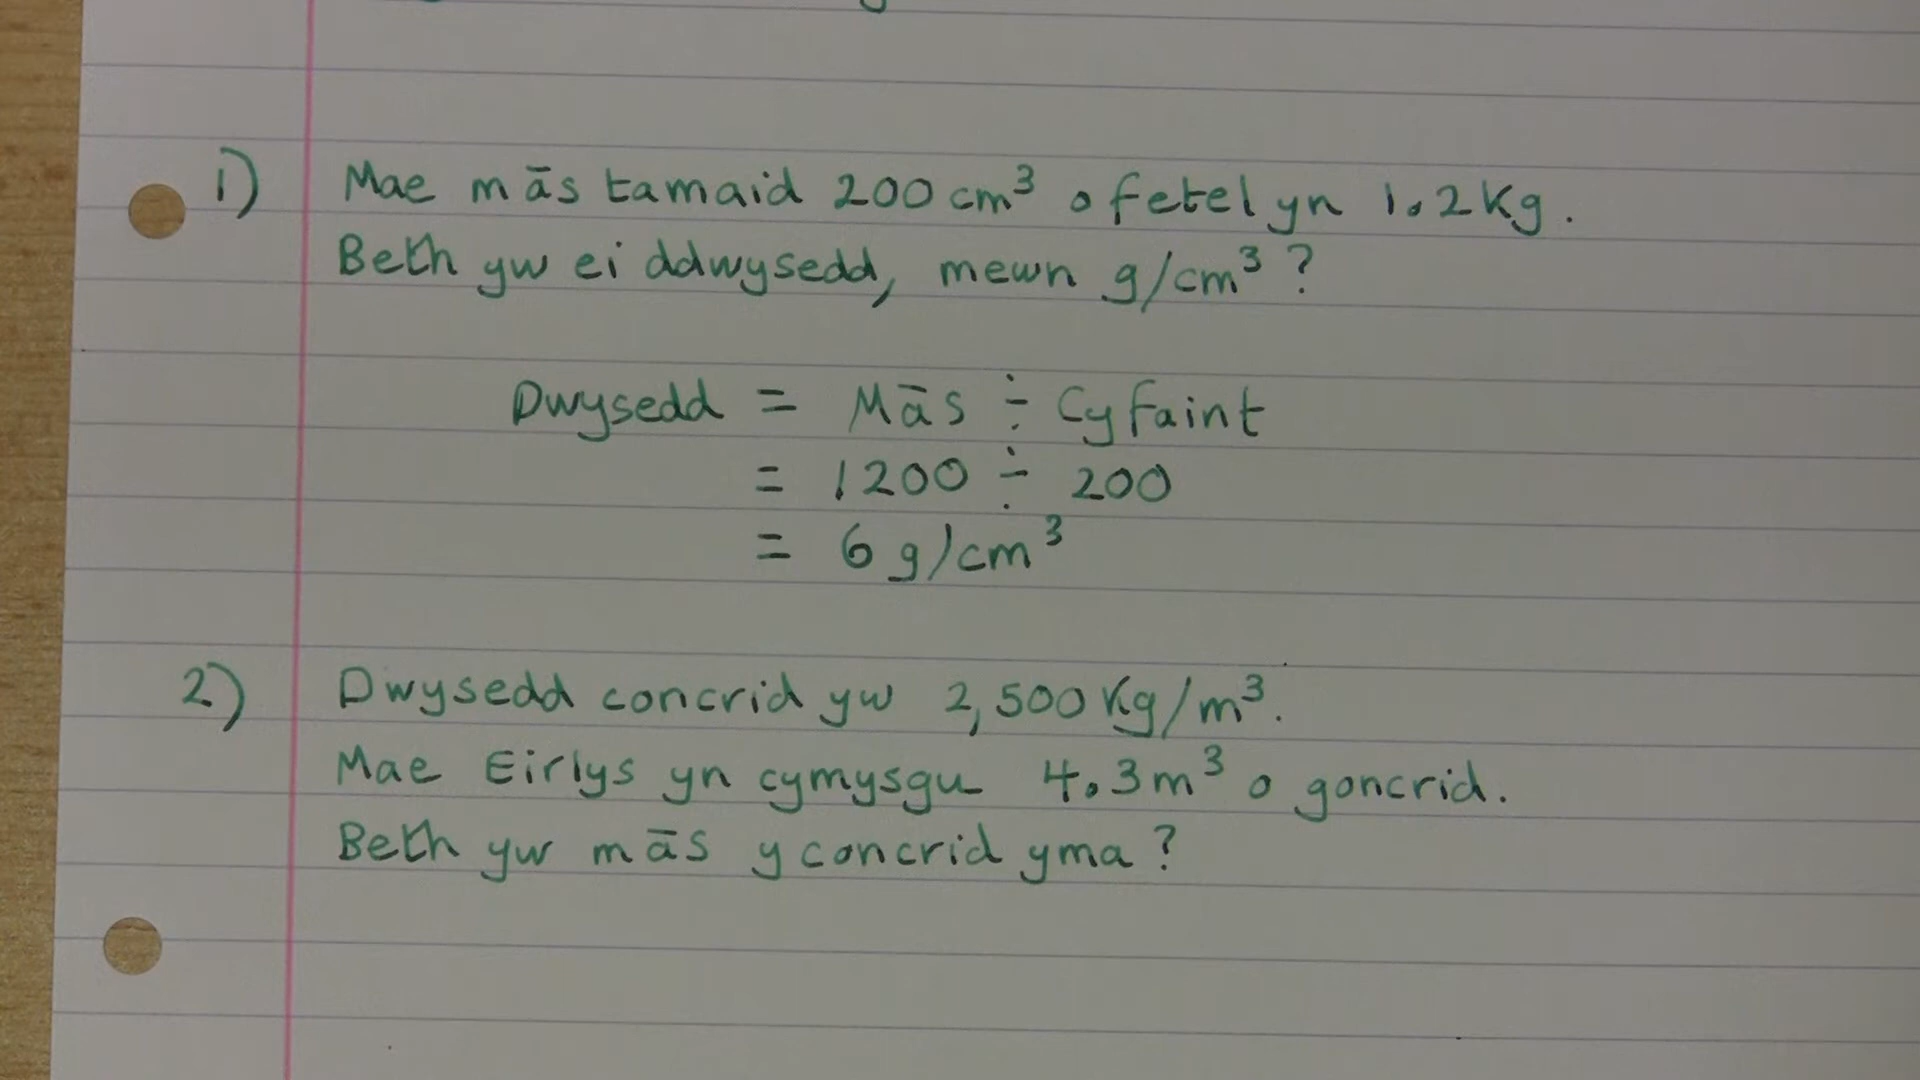 1) Mae mās tamaid 200 cm³ o fetel yn 1.2 Kg.
Beth yw ei ddwysedd, mewn g/cm³ ?
Dwysedd = Mās ÷ Cyfaint
= 1200 ÷ 200
= 6 g/cm³
2) Dwysedd concrid yw 2,500 Kg/m³.
Mae Eirlys yn cymysgu 4.3 m³ o goncrid.
Beth yw mās y concrid yma ?